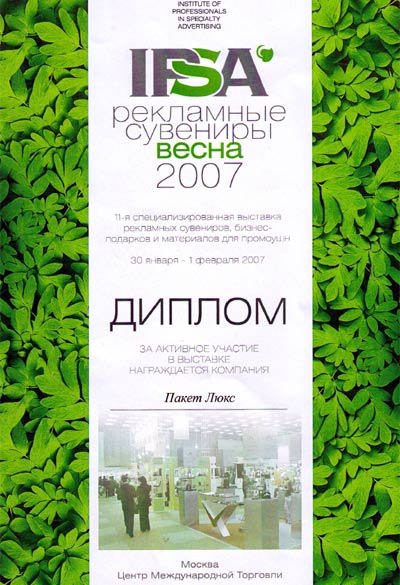 INSTITUTE OF
PROFESSIONALS
IN SPECIALTY
ADVERTISING
IPSA
рекламные
сувениры
весна
2007
11-я специализированная выставка
рекламных сувениров, бизнес-
подарков и материалов для промоушн
30 января - 1 февраля 2007
ДИПЛОМ
ЗА АКТИВНОЕ УЧАСТИЕ
В ВЫСТАВКЕ
НАГРАЖДАЕТСЯ КОМПАНИЯ
Пакет Люкс
Москва
Центр Международной Торговли